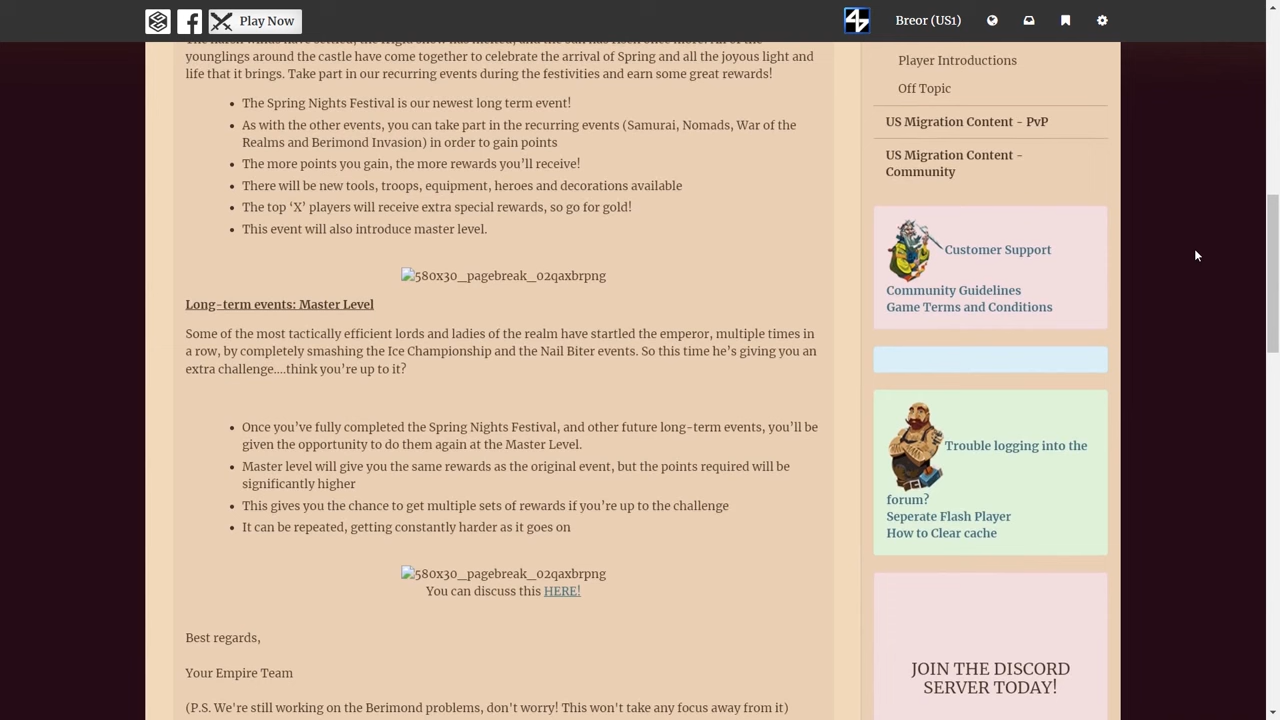 Play Now
Breor (US1)
younglings around the castle have come together to celebrate the arrival of Spring and all the joyous light and
life that it brings. Take part in our recurring events during the festivities and earn some great rewards!
• The Spring Nights Festival is our newest long term event!
• As with the other events, you can take part in the recurring events (Samurai, Nomads, War of the
Realms and Berimond Invasion) in order to gain points
• The more points you gain, the more rewards you’ll receive!
• There will be new tools, troops, equipment, heroes and decorations available
• The top ‘X’ players will receive extra special rewards, so go for gold!
• This event will also introduce master level.
580x30_pagebreak_02qaxbrpng
Long-term events: Master Level
Some of the most tactically efficient lords and ladies of the realm have startled the emperor, multiple times in
a row, by completely smashing the Ice Championship and the Nail Biter events. So this time he’s giving you an
extra challenge....think you’re up to it?
• Once you’ve fully completed the Spring Nights Festival, and other future long-term events, you’ll be
given the opportunity to do them again at the Master Level.
• Master level will give you the same rewards as the original event, but the points required will be
significantly higher
• This gives you the chance to get multiple sets of rewards if you’re up to the challenge
• It can be repeated, getting constantly harder as it goes on
580x30_pagebreak_02qaxbrpng
You can discuss this HERE!
Best regards,
Your Empire Team
(P.S. We're still working on the Berimond problems, don't worry! This won't take any focus away from it)
Player Introductions
Off Topic
US Migration Content - PvP
US Migration Content -
Community
Customer Support
Community Guidelines
Game Terms and Conditions
Trouble logging into the
forum?
Seperate Flash Player
How to Clear cache
JOIN THE DISCORD
SERVER TODAY!